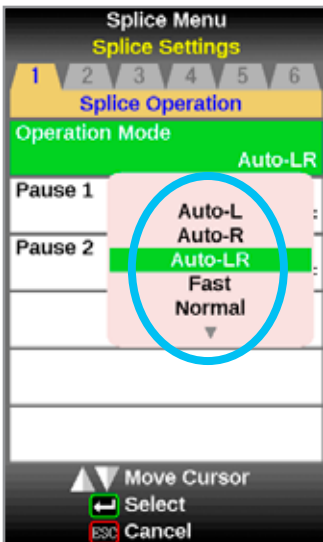 Splice Menu
Splice Settings
1 2 3 4 5 6
Splice Operation
Operation Mode
Auto-LR
Pause 1
Pause 2
Auto-L
Auto-R
Auto-LR
Fast
Normal
Move Cursor
Select
ESC Cancel